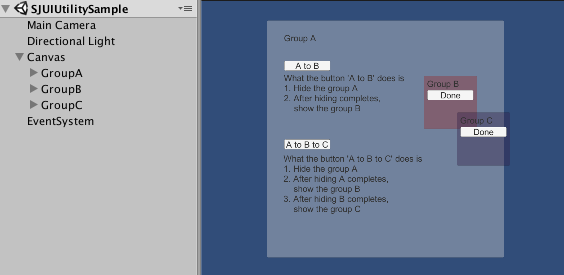 SJUIUtilitySample
Main Camera
Directional Light
Canvas
GroupA
GroupB
GroupC
EventSystem
Group A
A to B
What the button 'A to B' does is
1. Hide the group A
2. After hiding completes,
show the group B
Group B
Done
Group C
Done
A to B to C
What the button 'A to B to C' does is
1. Hide the group A
2. After hiding A completes,
show the group B
3. After hiding B completes,
show the group C